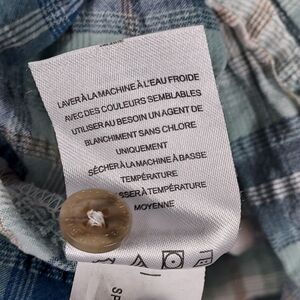 LAVER À LA MACHINE À L'EAU FROIDE
AVEC DES COULEURS SEMBLABLES
UTILISER AU BESOIN UN AGENT DE
BLANCHIMENT SANS CHLORE
UNIQUEMENT
SÉCHER À LA MACHINE À BASSE
TEMPÉRATURE
SSER À TEMPÉRATURE
MOYENNE
SP